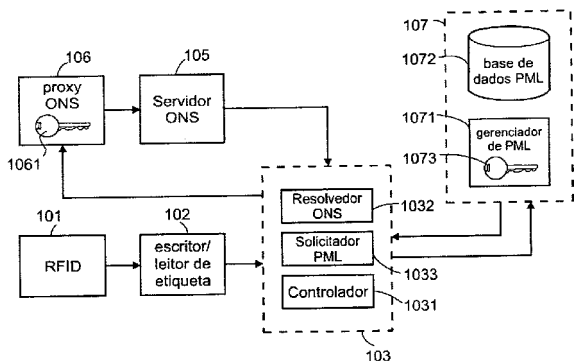 107
1072
base de
dados PML
1071
gerenciador
de PML
1073
106
proxy
ONS
1061
105
Servidor
ONS
101
RFID
102
escritor/
leitor de
etiqueta
Resolvedor
ONS
1032
Solicitador
PML
1033
Controlador
1031
103